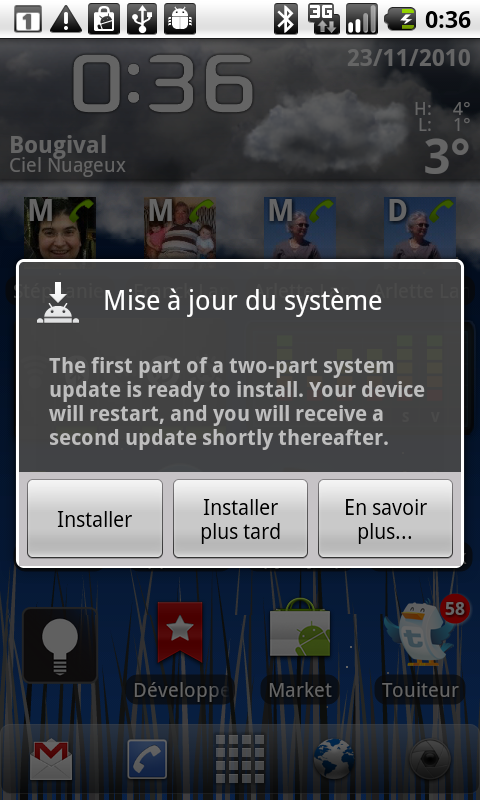 1
3G
0:36
23/11/2010
0:36
H: 4°
L: 1°
Bougival
Ciel Nuageux
3°
M
M
M
D
Mise à jour du système
The first part of a two-part system
update is ready to install. Your device
will restart, and you will receive a
second update shortly thereafter.
Installer
Installer
plus tard
En savoir
plus...
58
Développe
Market
Touiteur